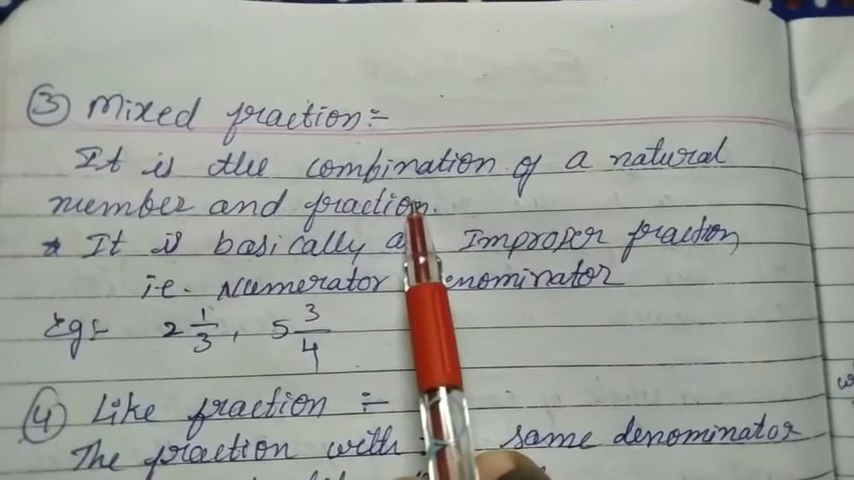 ③ Mixed fraction:-
It is the combination of a natural
number and fraction.
* It is basically a Improper fraction
i.e. Numerator enominator
Eg:- 2 1/3, 5 3/4
④ Like fraction :-
The fraction with same denominator